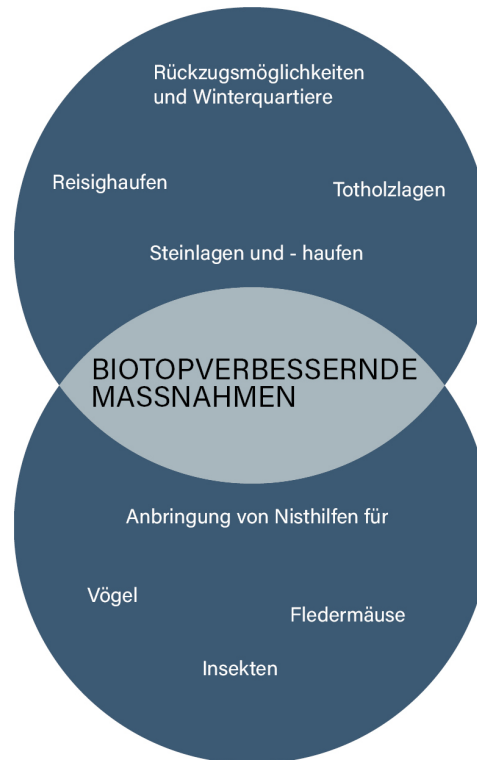 Rückzugsmöglichkeiten
und Winterquartiere
Reisighaufen
Totholzlagen
Steinlagen und - haufen
BIOTOPVERBESSERNDE
MASSNAHMEN
Anbringung von Nisthilfen für
Vögel
Fledermäuse
Insekten